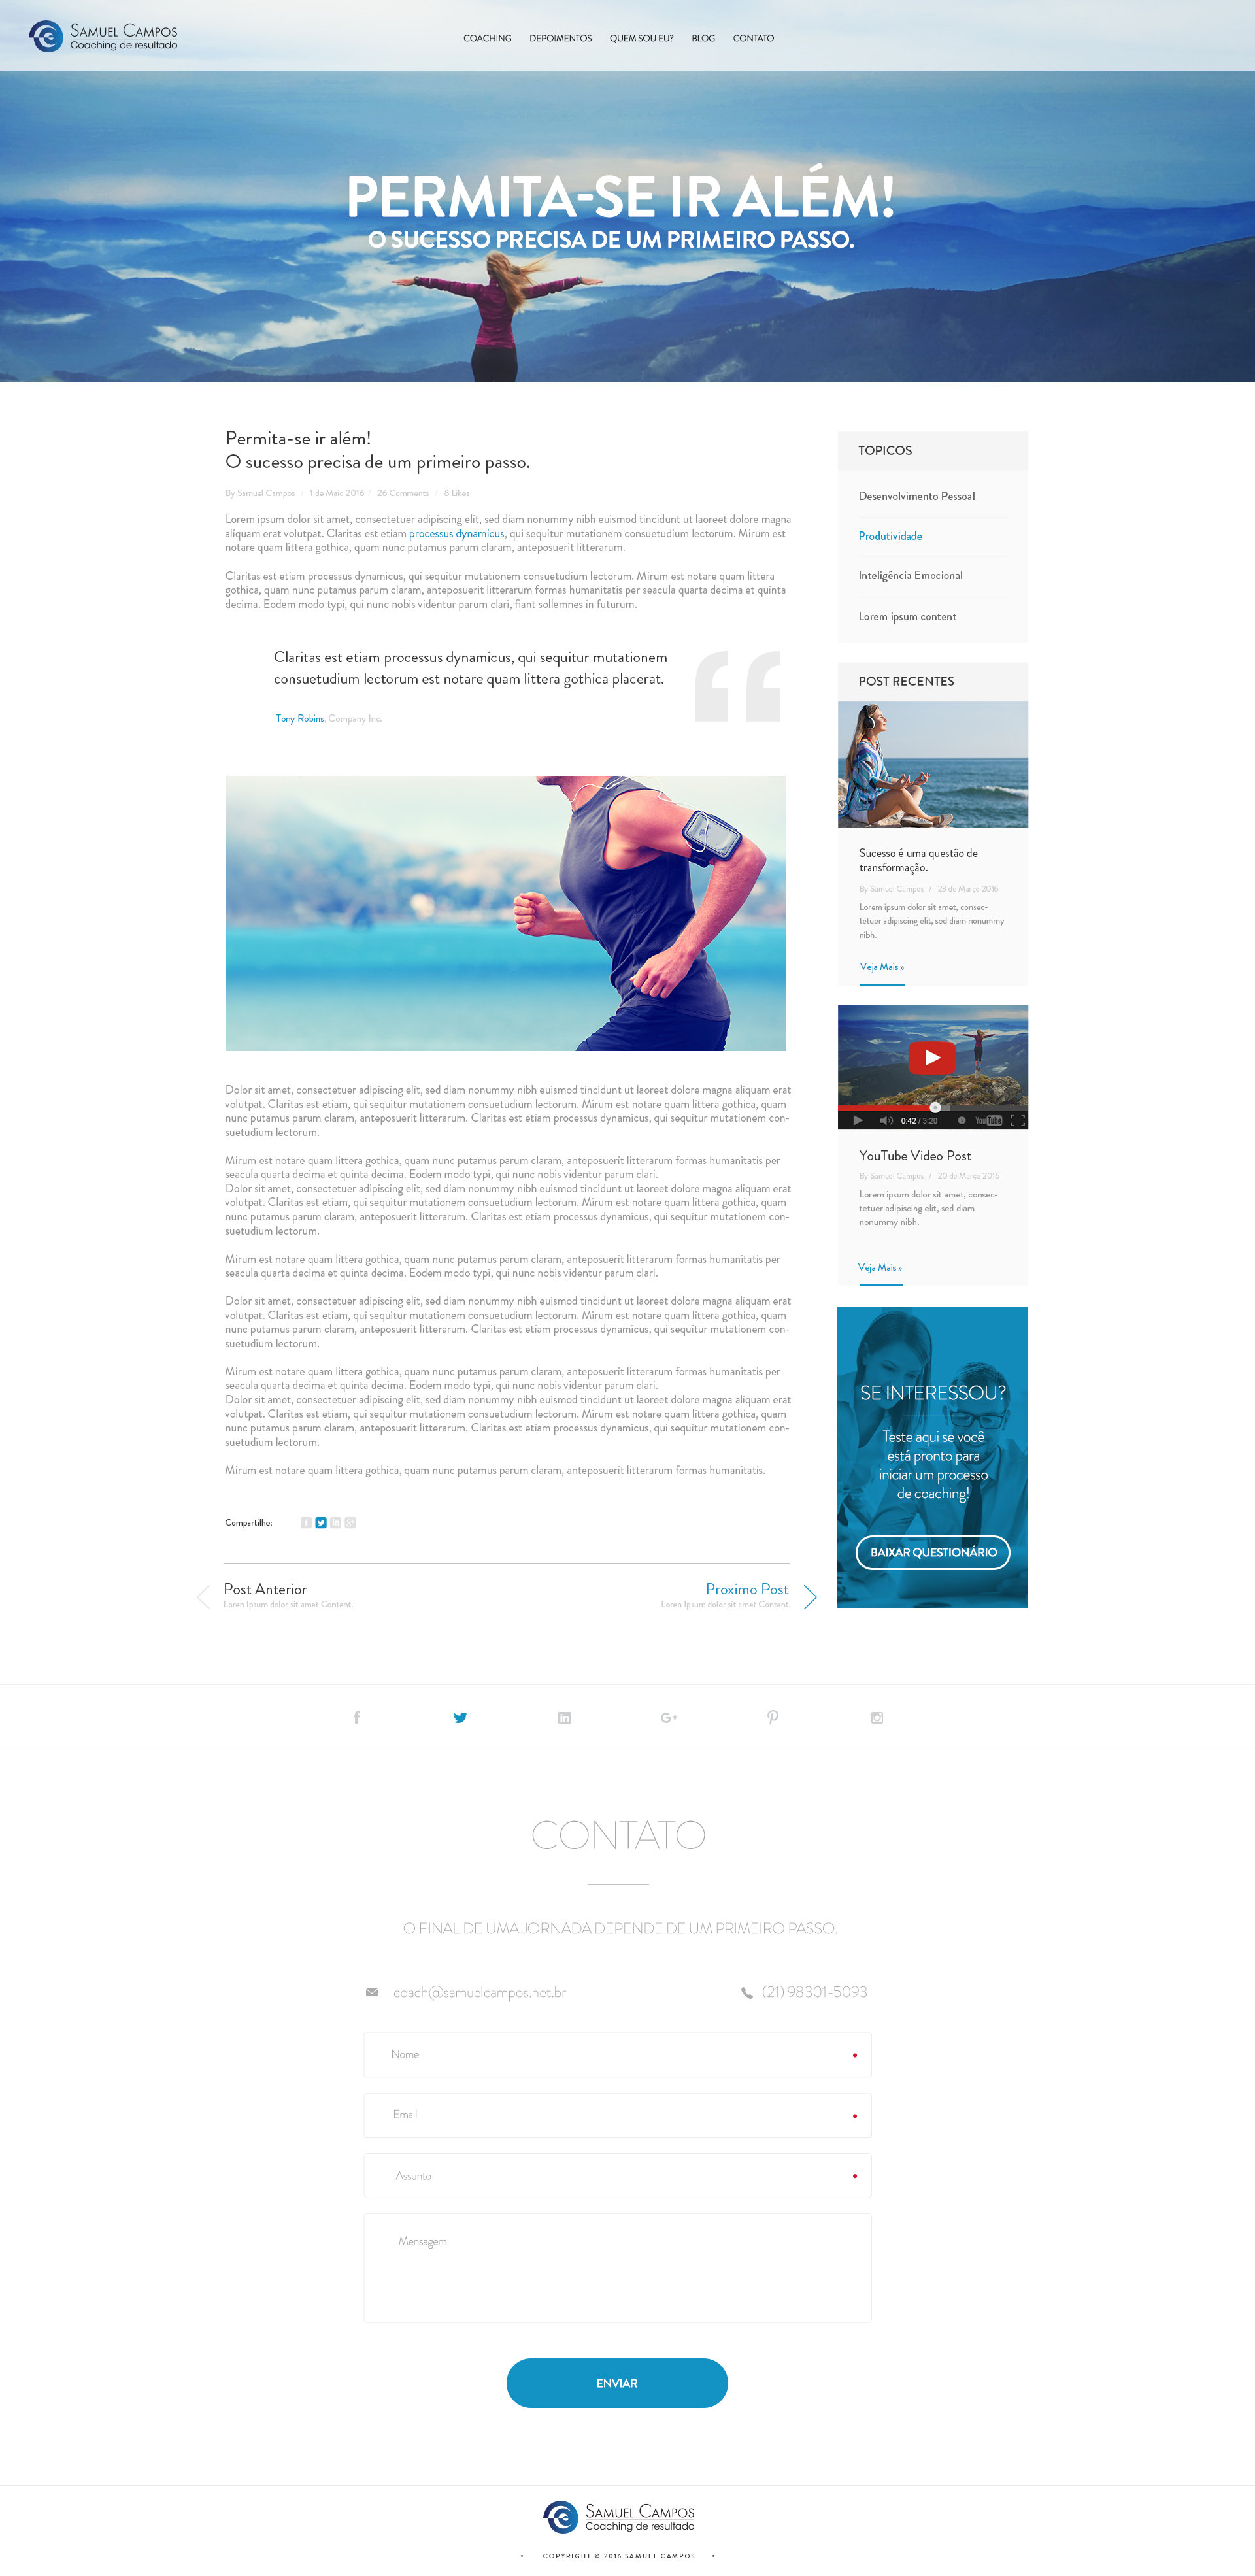 SAMUEL CAMPOS
Coaching de resultado
COACHING
DEPOIMENTOS
QUEM SOU EU?
BLOG
CONTATO
PERMITA-SE IR ALÉM!
O SUCESSO PRECISA DE UM PRIMEIRO PASSO.
Permita-se ir além!
O sucesso precisa de um primeiro passo.
By Samuel Campos / 1 de Maio 2016 / 26 Comments / 8 Likes
Lorem ipsum dolor sit amet, consectetuer adipiscing elit, sed diam nonummy nibh euismod tincidunt ut laoreet dolore magna
aliquam erat volutpat. Claritas est etiam processus dynamicus, qui sequitur mutationem consuetudium lectorum. Mirum est
notare quam littera gothica, quam nunc putamus parum claram, anteposuerit litterarum.
Claritas est etiam processus dynamicus, qui sequitur mutationem consuetudium lectorum. Mirum est notare quam littera
gothica, quam nunc putamus parum claram, anteposuerit litterarum formas humanitatis per seacula quarta decima et quinta
decima. Eodem modo typi, qui nunc nobis videntur parum clari, fiant sollemnes in futurum.
Claritas est etiam processus dynamicus, qui sequitur mutationem
consuetudium lectorum est notare quam littera gothica placerat.
Tony Robins, Company Inc.
Dolor sit amet, consectetuer adipiscing elit, sed diam nonummy nibh euismod tincidunt ut laoreet dolore magna aliquam erat
volutpat. Claritas est etiam, qui sequitur mutationem consuetudium lectorum. Mirum est notare quam littera gothica, quam
nunc putamus parum claram, anteposuerit litterarum. Claritas est etiam processus dynamicus, qui sequitur mutationem con-
suetudium lectorum.
Mirum est notare quam littera gothica, quam nunc putamus parum claram, anteposuerit litterarum formas humanitatis per
seacula quarta decima et quinta decima. Eodem modo typi, qui nunc nobis videntur parum clari.
Dolor sit amet, consectetuer adipiscing elit, sed diam nonummy nibh euismod tincidunt ut laoreet dolore magna aliquam erat
volutpat. Claritas est etiam, qui sequitur mutationem consuetudium lectorum. Mirum est notare quam littera gothica, quam
nunc putamus parum claram, anteposuerit litterarum. Claritas est etiam processus dynamicus, qui sequitur mutationem con-
suetudium lectorum.
Mirum est notare quam littera gothica, quam nunc putamus parum claram, anteposuerit litterarum formas humanitatis per
seacula quarta decima et quinta decima. Eodem modo typi, qui nunc nobis videntur parum clari.
Dolor sit amet, consectetuer adipiscing elit, sed diam nonummy nibh euismod tincidunt ut laoreet dolore magna aliquam erat
volutpat. Claritas est etiam, qui sequitur mutationem consuetudium lectorum. Mirum est notare quam littera gothica, quam
nunc putamus parum claram, anteposuerit litterarum. Claritas est etiam processus dynamicus, qui sequitur mutationem con-
suetudium lectorum.
Mirum est notare quam littera gothica, quam nunc putamus parum claram, anteposuerit litterarum formas humanitatis per
seacula quarta decima et quinta decima. Eodem modo typi, qui nunc nobis videntur parum clari.
Dolor sit amet, consectetuer adipiscing elit, sed diam nonummy nibh euismod tincidunt ut laoreet dolore magna aliquam erat
volutpat. Claritas est etiam, qui sequitur mutationem consuetudium lectorum. Mirum est notare quam littera gothica, quam
nunc putamus parum claram, anteposuerit litterarum. Claritas est etiam processus dynamicus, qui sequitur mutationem con-
suetudium lectorum.
Mirum est notare quam littera gothica, quam nunc putamus parum claram, anteposuerit litterarum formas humanitatis.
Compartilhe:
Post Anterior
Loren Ipsum dolor sit amet Content.
Proximo Post
Loren Ipsum dolor sit amet Content.
TOPICOS
Desenvolvimento Pessoal
Produtividade
Inteligência Emocional
Lorem ipsum content
POST RECENTES
Sucesso é uma questão de
transformação.
By Samuel Campos / 23 de Março 2016
Lorem ipsum dolor sit amet, consec-
tetuer adipiscing elit, sed diam nonummy
nibh.
Veja Mais »
0:42 / 3:20
YouTube
YouTube Video Post
By Samuel Campos / 20 de Março 2016
Lorem ipsum dolor sit amet, consec-
tetuer adipiscing elit, sed diam
nonummy nibh.
Veja Mais »
SE INTERESSOU?
Teste aqui se você
está pronto para
iniciar um processo
de coaching!
BAIXAR QUESTIONÁRIO
CONTATO
O FINAL DE UMA JORNADA DEPENDE DE UM PRIMEIRO PASSO.
coach@samuelcampos.net.br
(21) 98301-5093
Nome
Email
Assunto
Mensagem
ENVIAR
SAMUEL CAMPOS
Coaching de resultado
• COPYRIGHT © 2016 SAMUEL CAMPOS •